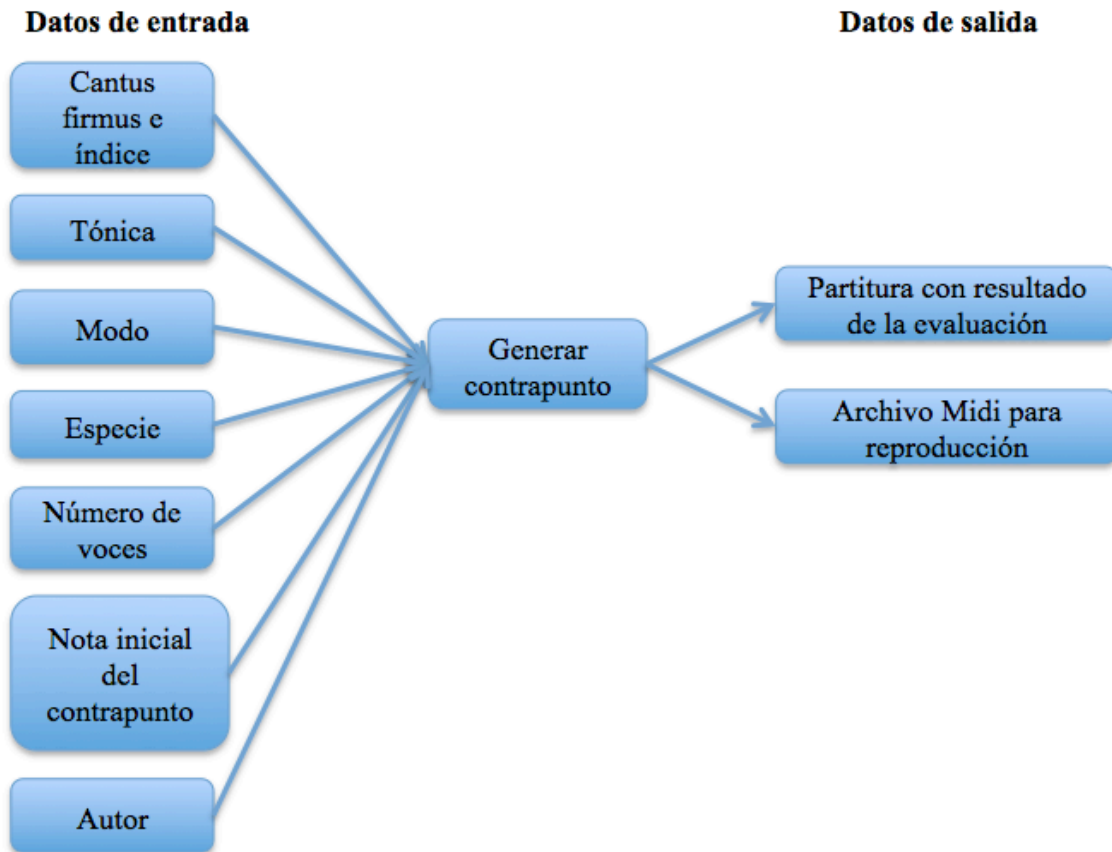 Datos de entrada
Datos de salida
Cantus
firmus e
índice
Tónica
Modo
Especie
Número de
voces
Nota inicial
del
contrapunto
Autor
Generar
contrapunto
Partitura con resultado
de la evaluación
Archivo Midi para
reproducción